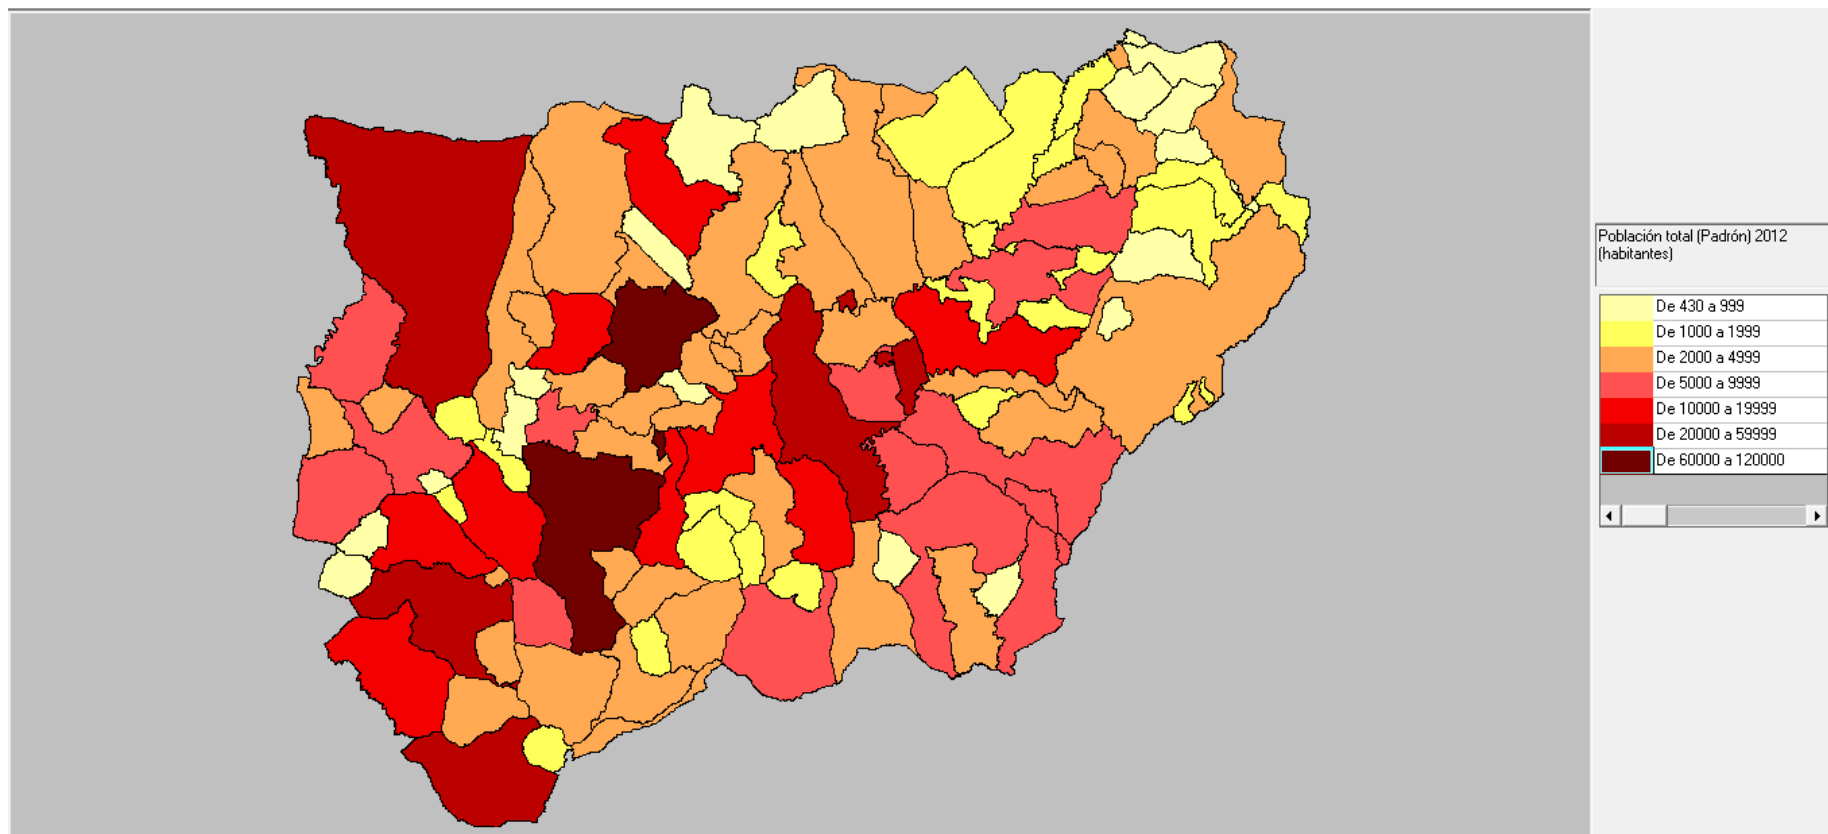 Población total (Padrón) 2012
(habitantes)
De 430 a 999
De 1000 a 1999
De 2000 a 4999
De 5000 a 9999
De 10000 a 19999
De 20000 a 59999
De 60000 a 120000